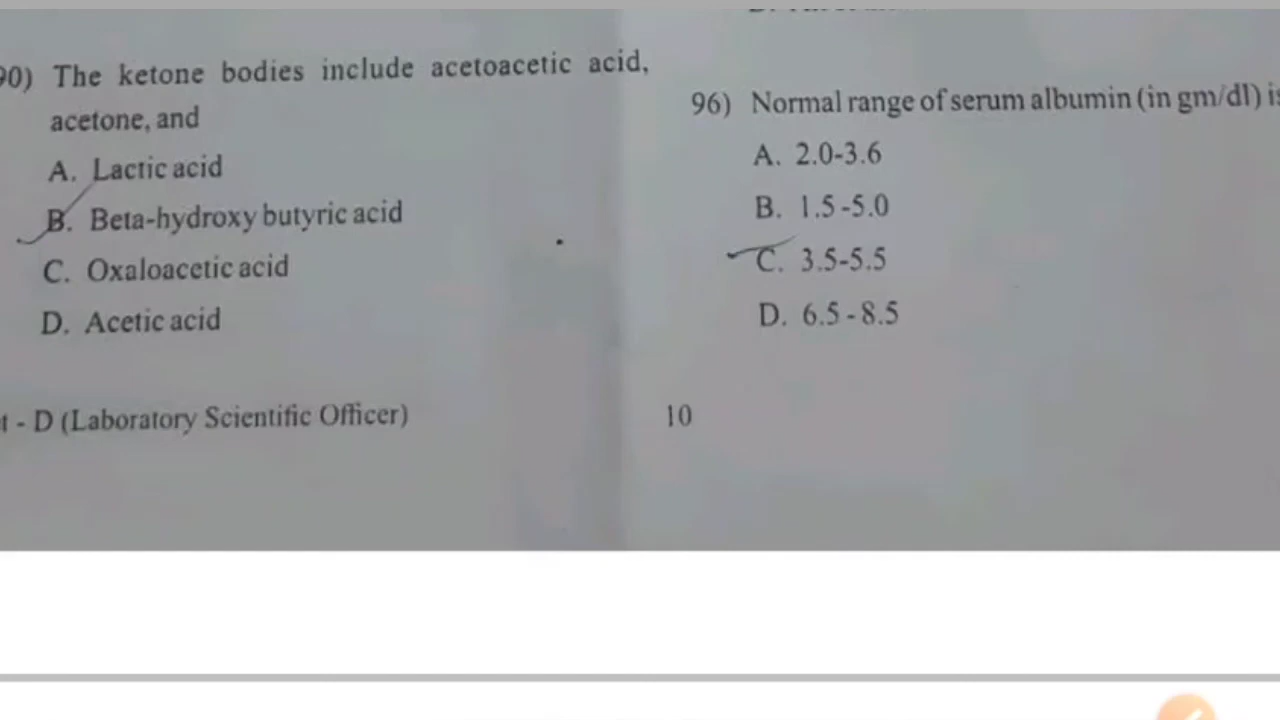 90) The ketone bodies include acetoacetic acid,
acetone, and
A. Lactic acid
B. Beta-hydroxy butyric acid
C. Oxaloacetic acid
D. Acetic acid
t - D (Laboratory Scientific Officer)
96) Normal range of serum albumin (in gm/dl) is
A. 2.0-3.6
B. 1.5-5.0
C. 3.5-5.5
D. 6.5-8.5
10